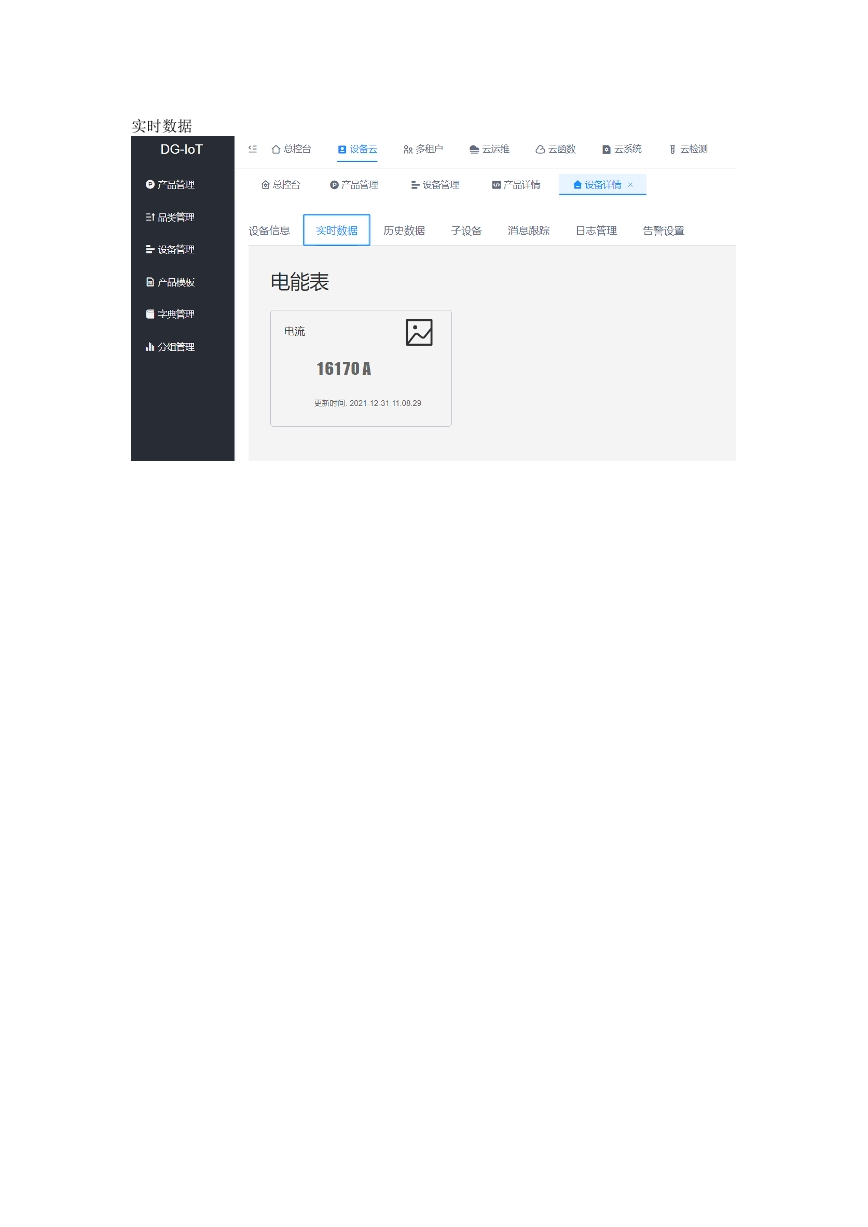 实时数据
DG-IoT
总控台 设备云 多租户 云运维 云函数 云系统 云检测
产品管理
品类管理
设备管理
产品模板
字典管理
分组管理
总控台 产品管理 设备管理 产品详情 设备详情 ×
设备信息 实时数据 历史数据 子设备 消息跟踪 日志管理 告警设置
电能表
电流
16170 A
更新时间: 2021-12-31 11:08:29